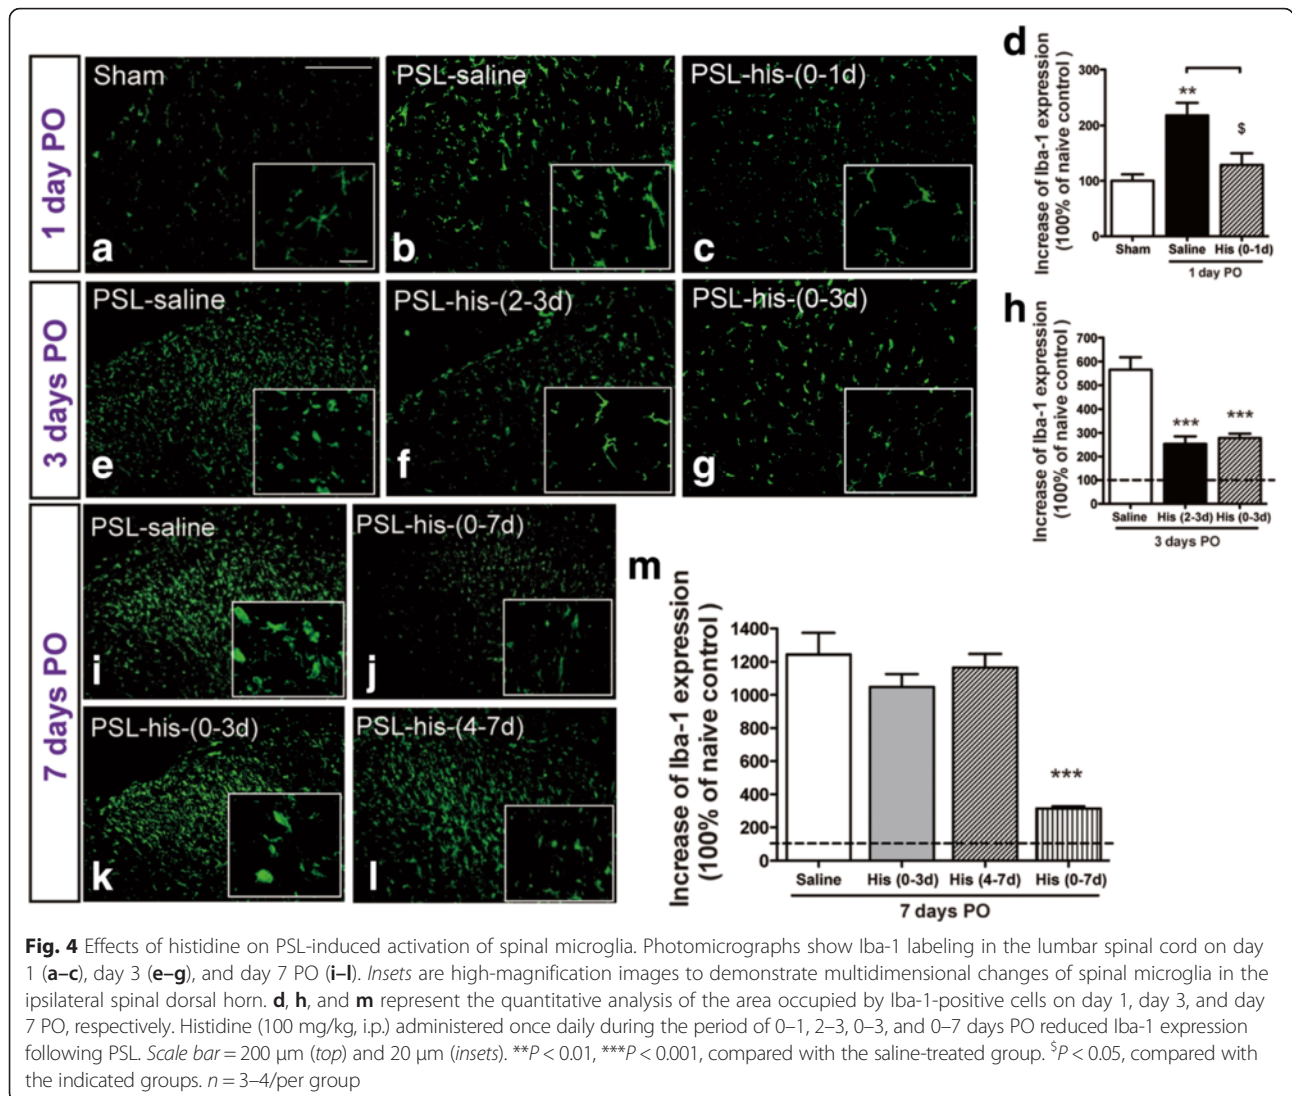 1 day PO
Sham
a
PSL-saline
b
PSL-his-(0-1d)
c
d
Increase of Iba-1 expression
(100% of naive control )
300
200
100
0
**
$
Sham
Saline
His (0-1d)
1 day PO
3 days PO
PSL-saline
e
PSL-his-(2-3d)
f
PSL-his-(0-3d)
g
h
Increase of Iba-1 expression
(100% of naive control )
700
600
500
400
300
200
100
0
***
***
Saline
His (2-3d)
His (0-3d)
3 days PO
7 days PO
PSL-saline
i
PSL-his-(0-7d)
j
PSL-his-(0-3d)
k
PSL-his-(4-7d)
l
m
Increase of Iba-1 expression
(100% of naive control )
1400
1200
1000
800
600
400
200
0
***
Saline
His (0-3d)
His (4-7d)
His (0-7d)
7 days PO
Fig. 4 Effects of histidine on PSL-induced activation of spinal microglia. Photomicrographs show Iba-1 labeling in the lumbar spinal cord on day
1 (a–c), day 3 (e–g), and day 7 PO (i–l). Insets are high-magnification images to demonstrate multidimensional changes of spinal microglia in the
ipsilateral spinal dorsal horn. d, h, and m represent the quantitative analysis of the area occupied by Iba-1-positive cells on day 1, day 3, and day
7 PO, respectively. Histidine (100 mg/kg, i.p.) administered once daily during the period of 0–1, 2–3, 0–3, and 0–7 days PO reduced Iba-1 expression
following PSL. Scale bar = 200 μm (top) and 20 μm (insets). **P < 0.01, ***P < 0.001, compared with the saline-treated group. $P < 0.05, compared with
the indicated groups. n = 3–4/per group